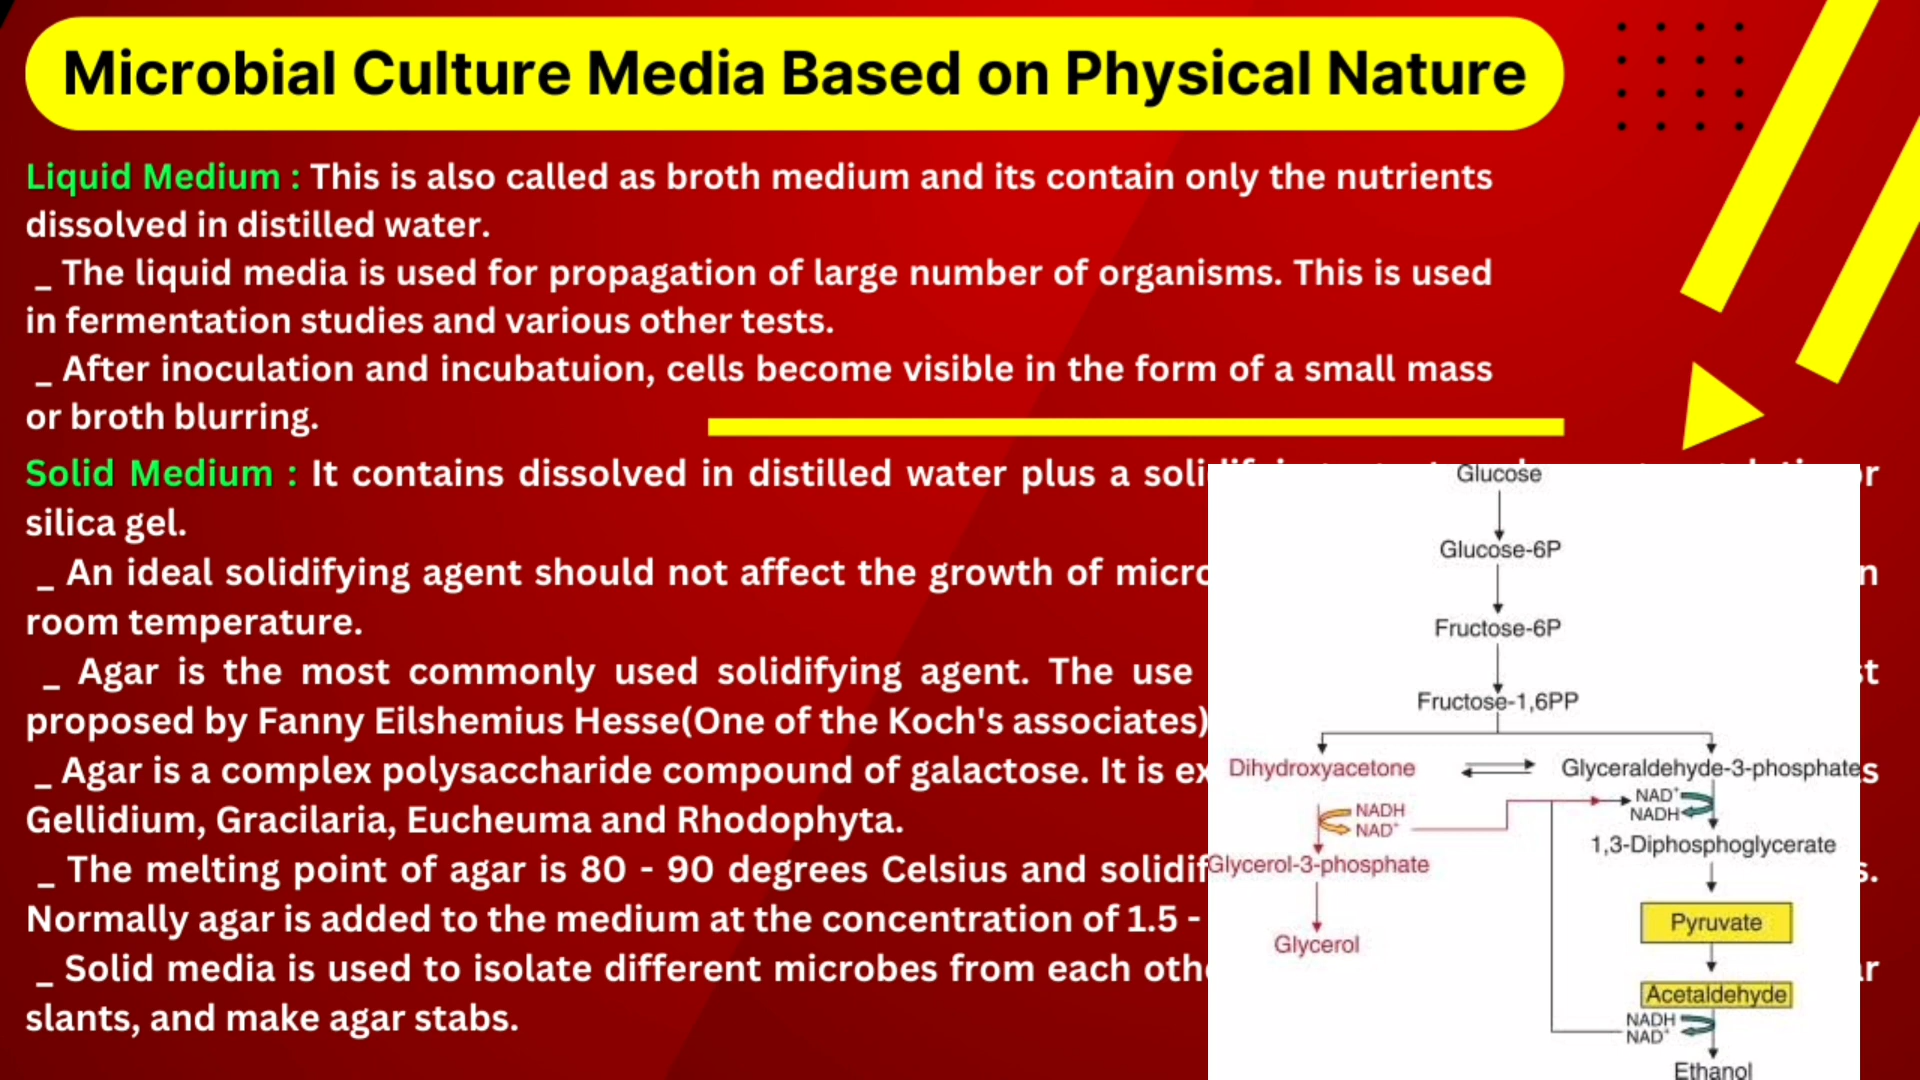 Microbial Culture Media Based on Physical Nature
Liquid Medium : This is also called as broth medium and its contain only the nutrients
dissolved in distilled water.
_ The liquid media is used for propagation of large number of organisms. This is used
in fermentation studies and various other tests.
_ After inoculation and incubatuion, cells become visible in the form of a small mass
or broth blurring.
Solid Medium : It contains dissolved in distilled water plus a
silica gel.
_ An ideal solidifying agent should not affect the growth of
room temperature.
_ Agar is the most commonly used solidifying agent. The use
proposed by Fanny Eilshemius Hesse(One of the Koch's associates)
_ Agar is a complex polysaccharide compound of galactose. It is
Gellidium, Gracilaria, Eucheuma and Rhodophyta.
_ The melting point of agar is 80 - 90 degrees Celsius and
Normally agar is added to the medium at the concentration of 1.5 -
_ Solid media is used to isolate different microbes from each
slants, and make agar stabs.
Glucose
Glucose-6P
Fructose-6P
Fructose-1,6PP
Dihydroxyacetone
Glyceraldehyde-3-phosphate
NADH
NAD+
NAD+
NADH
Glycerol-3-phosphate
1,3-Diphosphoglycerate
Glycerol
Pyruvate
Acetaldehyde
NADH
NAD+
Ethanol